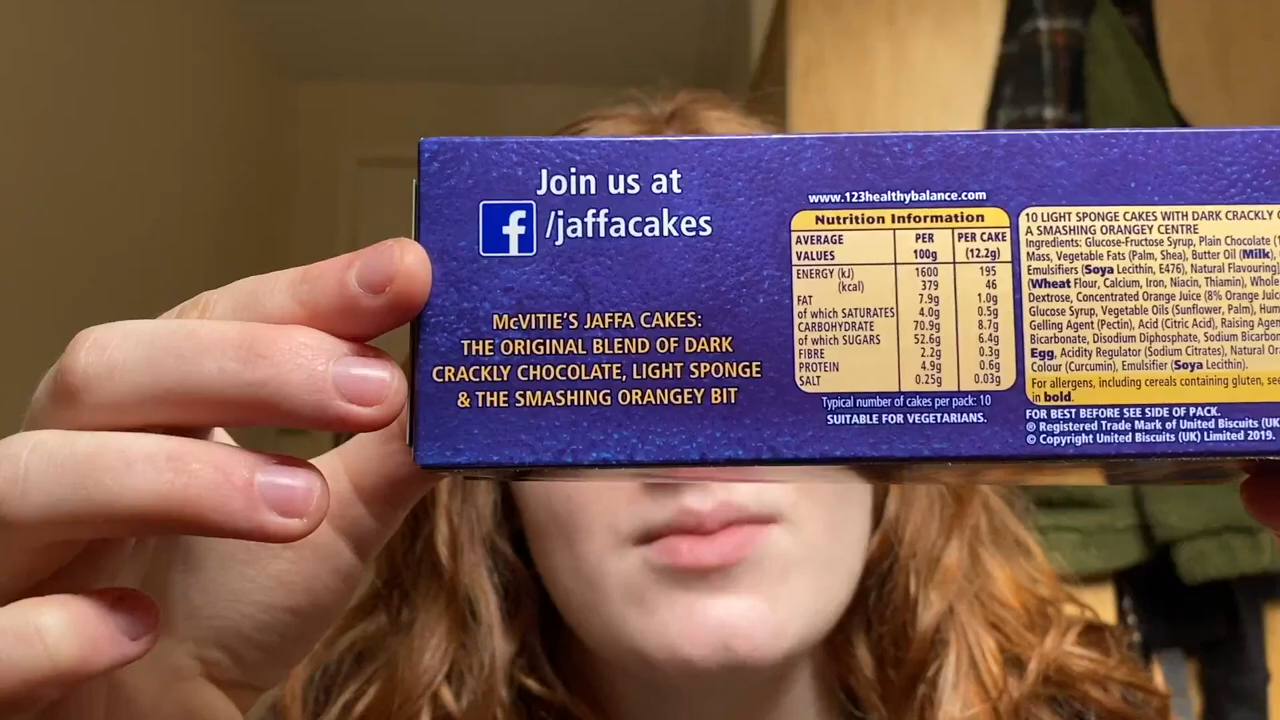 Join us at
f /jaffacakes
McVITIE'S JAFFA CAKES:
THE ORIGINAL BLEND OF DARK
CRACKLY CHOCOLATE, LIGHT SPONGE
& THE SMASHING ORANGEY BIT
www.123healthybalance.com
Nutrition Information
AVERAGE VALUES PER 100g PER CAKE (12.2g)
ENERGY (kJ) 1600 195
(kcal) 379 46
FAT 7.9g 1.0g
of which SATURATES 4.0g 0.5g
CARBOHYDRATE 70.9g 8.7g
of which SUGARS 52.6g 6.4g
FIBRE 2.2g 0.3g
PROTEIN 4.9g 0.6g
SALT 0.25g 0.03g
Typical number of cakes per pack: 10
SUITABLE FOR VEGETARIANS.
10 LIGHT SPONGE CAKES WITH DARK CRACKLY
A SMASHING ORANGEY CENTRE
Ingredients: Glucose-Fructose Syrup, Plain Chocolate
Mass, Vegetable Fats (Palm, Shea), Butter Oil (Milk),
Emulsifiers (Soya Lecithin, E476), Natural Flavouring
(Wheat Flour, Calcium, Iron, Niacin, Thiamin), Whole
Dextrose, Concentrated Orange Juice (8% Orange Juic
Glucose Syrup, Vegetable Oils (Sunflower, Palm), Hum
Gelling Agent (Pectin), Acid (Citric Acid), Raising Agen
Bicarbonate, Disodium Diphosphate, Sodium Bicarbon
Egg, Acidity Regulator (Sodium Citrates), Natural Or
Colour (Curcumin), Emulsifier (Soya Lecithin).
For allergens, including cereals containing gluten, see
in bold.
FOR BEST BEFORE SEE SIDE OF PACK.
® Registered Trade Mark of United Biscuits (UK
© Copyright United Biscuits (UK) Limited 2019.